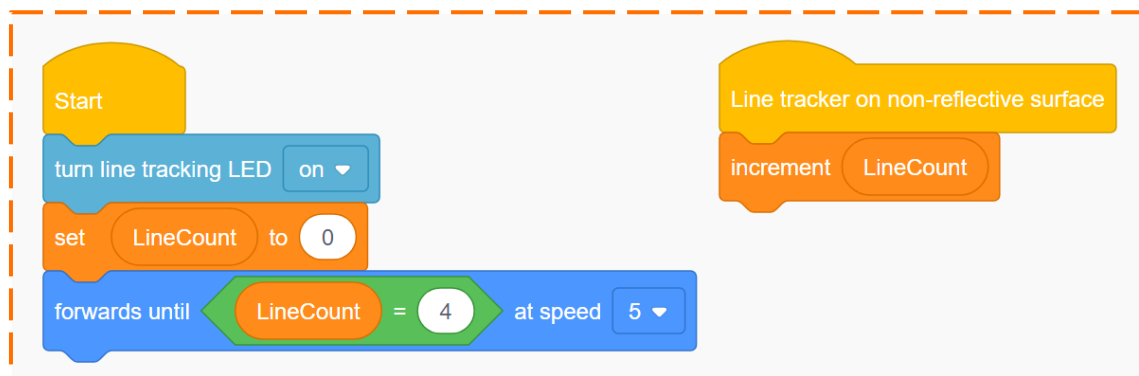 Start
turn line tracking LED on
set LineCount to 0
forwards until LineCount = 4 at speed 5
Line tracker on non-reflective surface
increment LineCount